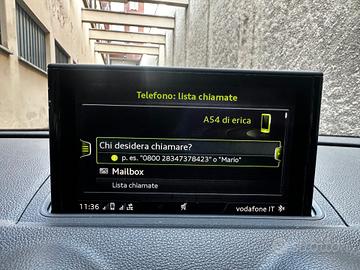 Telefono: lista chiamate
A54 di erica
Chi desidera chiamare?
p. es. "0800 28347378423" o "Mario"
Mailbox
Lista chiamate
11:36
vodafone IT